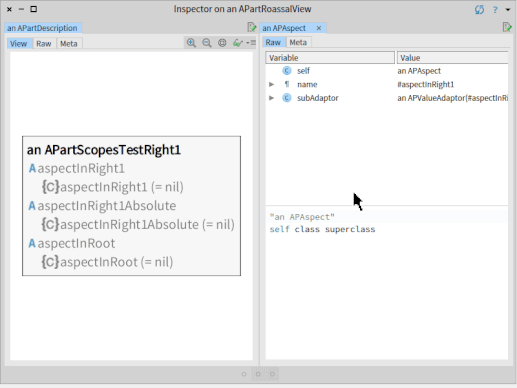 Inspector on an APartRoassalView
?
an APartDescription
View Raw Meta
an APartScopesTestRight1
A aspectInRight1
{C} aspectInRight1 (= nil)
A aspectInRight1Absolute
{C} aspectInRight1Absolute (= nil)
A aspectInRoot
{C} aspectInRoot (= nil)
an APAspect ×
Raw Meta
Variable Value
C self an APAspect
¶ name #aspectInRight1
C subAdaptor an APValueAdaptor(#aspectInRi
"an APAspect"
self class superclass